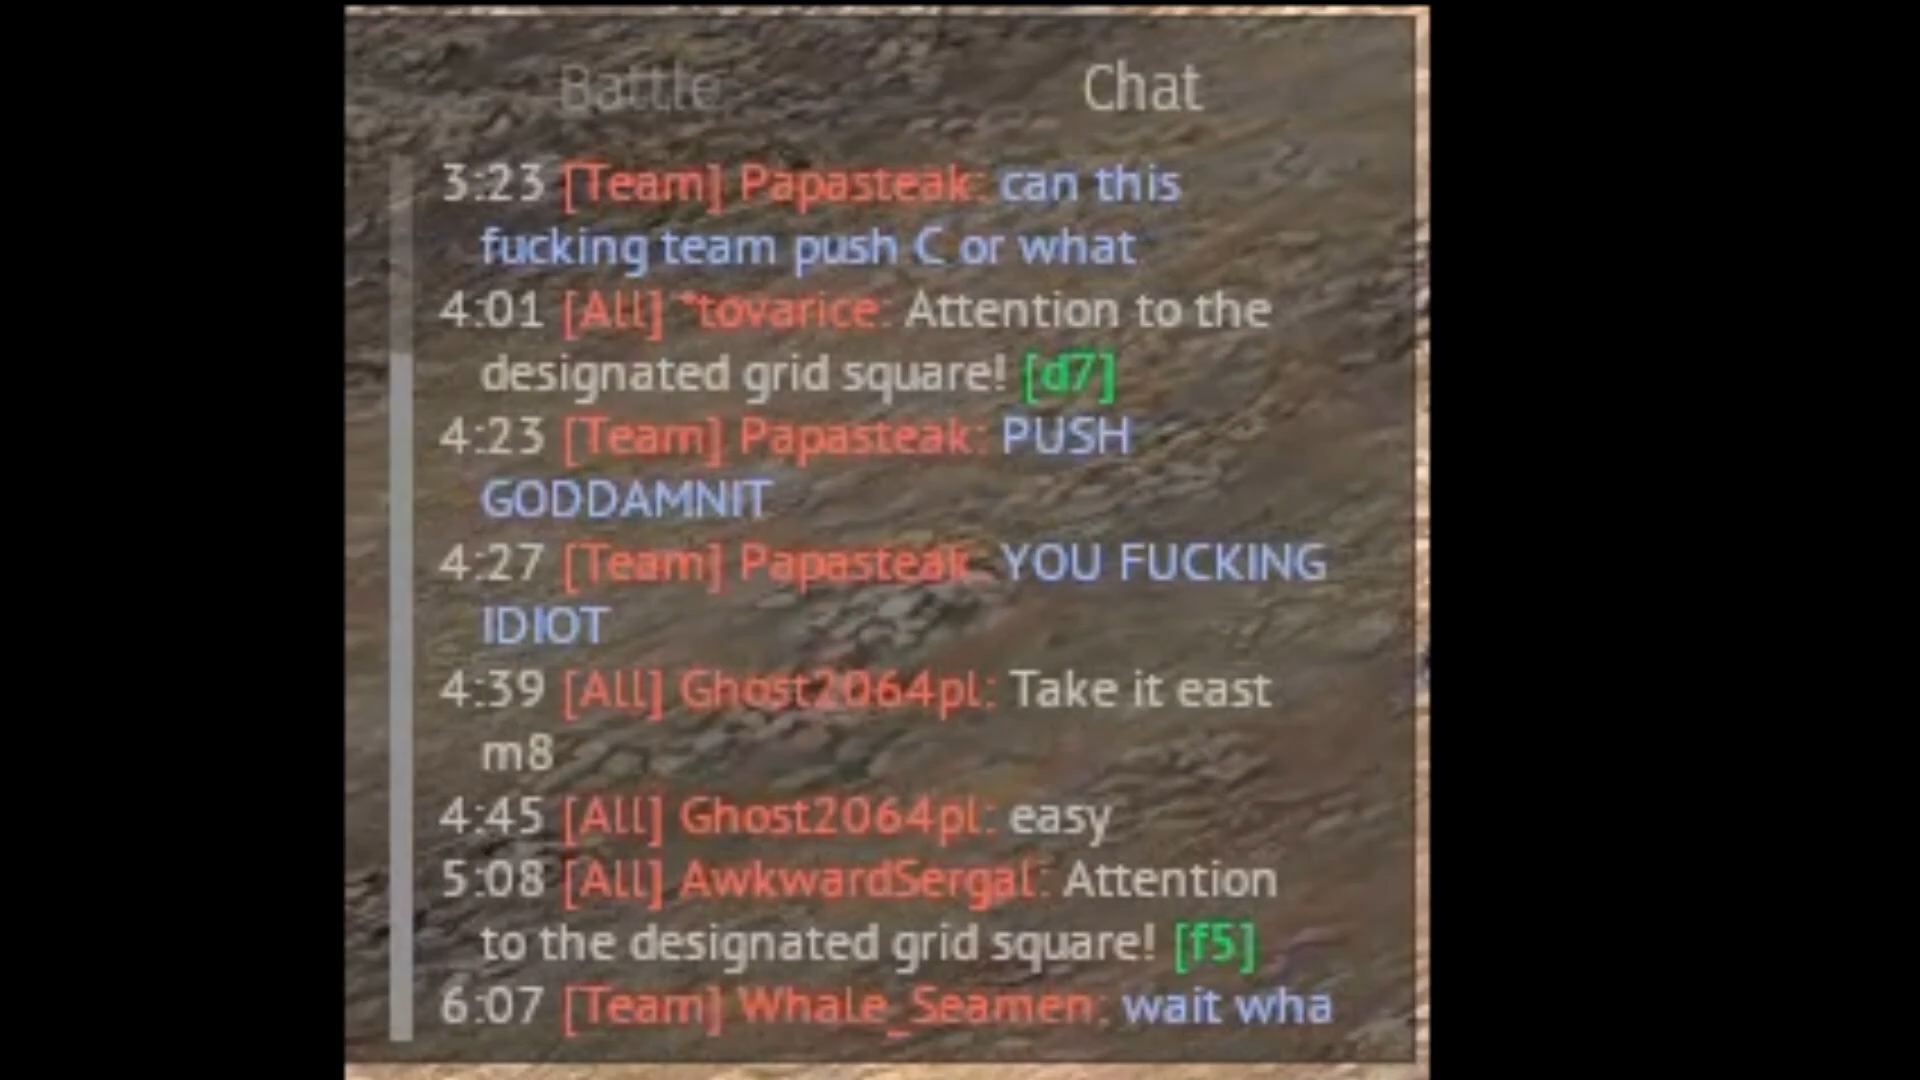 Battle Chat
3:23 [Team] Papasteak: can this
fucking team push C or what
4:01 [All] *tovarice: Attention to the
designated grid square! [d7]
4:23 [Team] Papasteak: PUSH
GODDAMNIT
4:27 [Team] Papasteak: YOU FUCKING
IDIOT
4:39 [All] Ghost2064pl: Take it east
m8
4:45 [All] Ghost2064pl: easy
5:08 [All] AwkwardSergal: Attention
to the designated grid square! [f5]
6:07 [Team] Whale_Seamen: wait wha